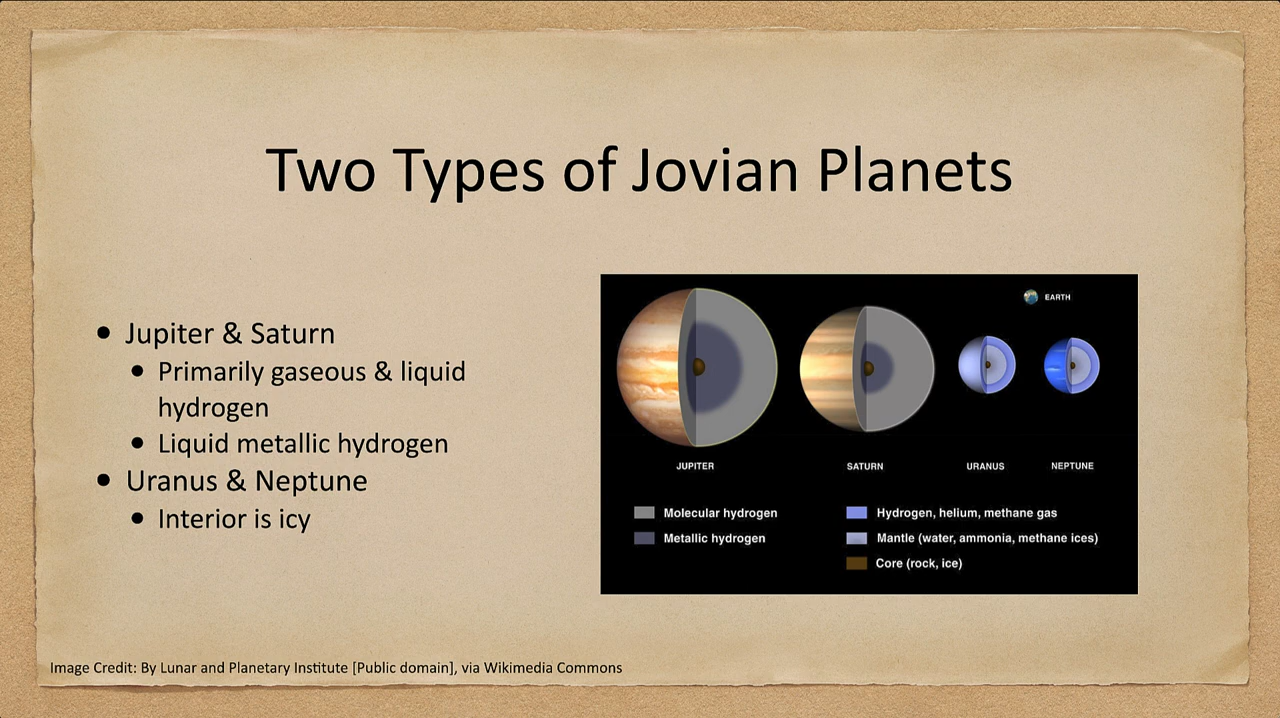 Two Types of Jovian Planets
• Jupiter & Saturn
• Primarily gaseous & liquid
hydrogen
• Liquid metallic hydrogen
• Uranus & Neptune
• Interior is icy
EARTH
JUPITER
SATURN
URANUS
NEPTUNE
Molecular hydrogen
Metallic hydrogen
Hydrogen, helium, methane gas
Mantle (water, ammonia, methane ices)
Core (rock, ice)
Image Credit: By Lunar and Planetary Institute [Public domain], via Wikimedia Commons